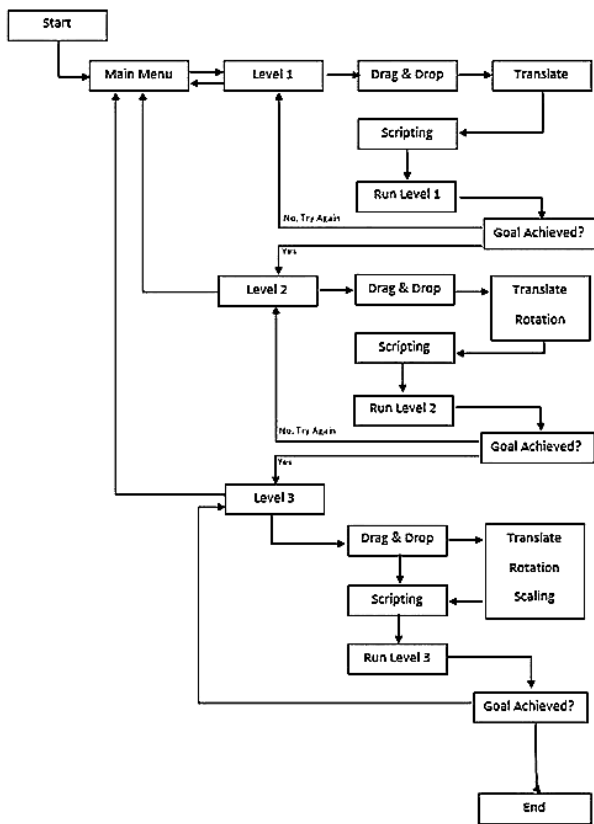 Start
Main Menu
Level 1
Drag & Drop
Translate
Scripting
Run Level 1
No, Try Again
Goal Achieved?
Yes
Level 2
Drag & Drop
Translate
Rotation
Scripting
Run Level 2
No, Try Again
Goal Achieved?
Yes
Level 3
Drag & Drop
Translate
Rotation
Scripting
Scaling
Run Level 3
Goal Achieved?
End